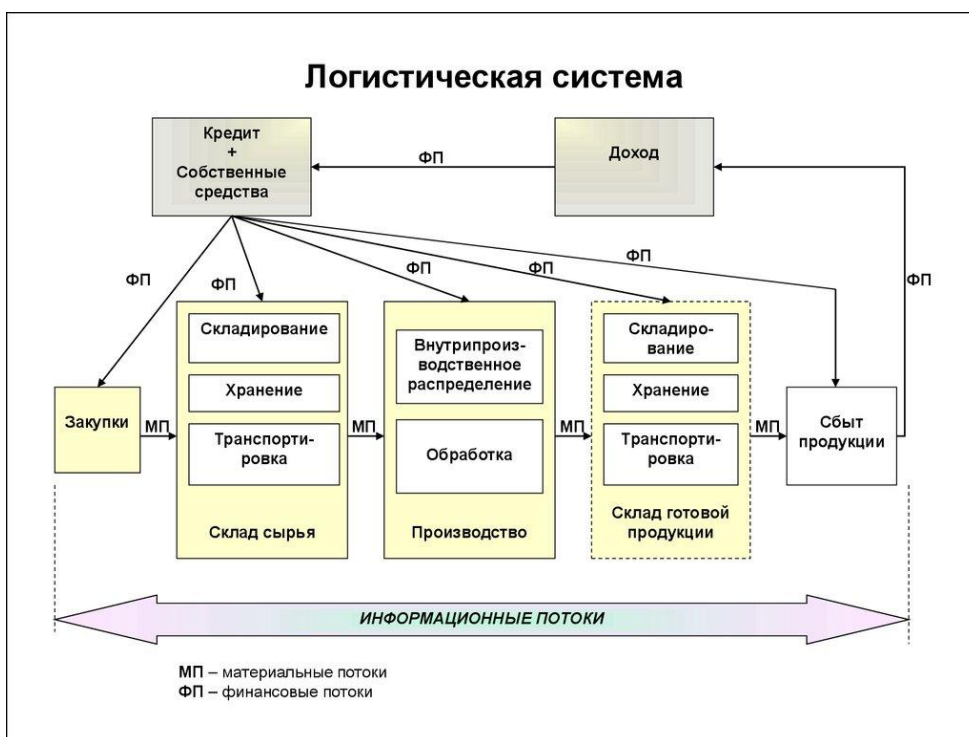 Логистическая система
Кредит
+
Собственные
средства
ФП
Доход
ФП
ФП
ФП
ФП
ФП
ФП
Складирование
Хранение
Транспорти-
ровка
Склад сырья
Внутрипроиз-
водственное
распределение
Обработка
Производство
Складиро-
вание
Хранение
Транспорти-
ровка
Склад готовой
продукции
Закупки
МП
МП
МП
МП
Сбыт
продукции
ИНФОРМАЦИОННЫЕ ПОТОКИ
МП – материальные потоки
ФП – финансовые потоки